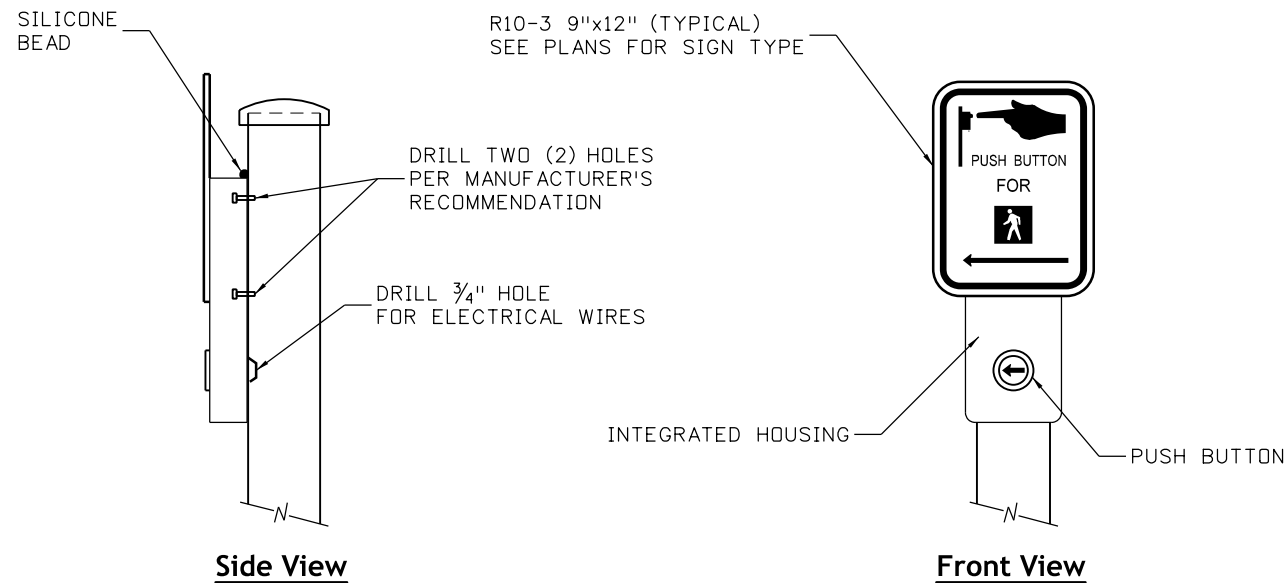 SILICONE
BEAD
R10-3 9"x12" (TYPICAL)
SEE PLANS FOR SIGN TYPE
DRILL TWO (2) HOLES
PER MANUFACTURER'S
RECOMMENDATION
DRILL ¾" HOLE
FOR ELECTRICAL WIRES
PUSH BUTTON
FOR
INTEGRATED HOUSING
PUSH BUTTON
Side View
Front View